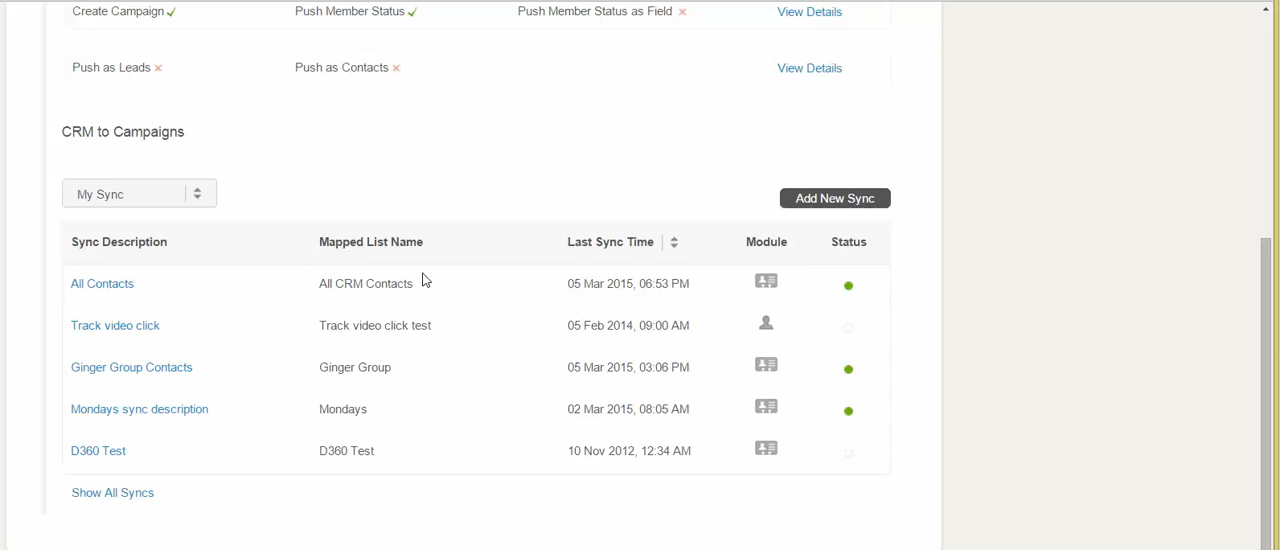 Create Campaign Push Member Status Push Member Status as Field View Details
Push as Leads Push as Contacts View Details
CRM to Campaigns
My Sync
Add New Sync
Sync Description Mapped List Name Last Sync Time Module Status
All Contacts All CRM Contacts 05 Mar 2015, 06:53 PM
Track video click Track video click test 05 Feb 2014, 09:00 AM
Ginger Group Contacts Ginger Group 05 Mar 2015, 03:06 PM
Mondays sync description Mondays 02 Mar 2015, 08:05 AM
D360 Test D360 Test 10 Nov 2012, 12:34 AM
Show All Syncs